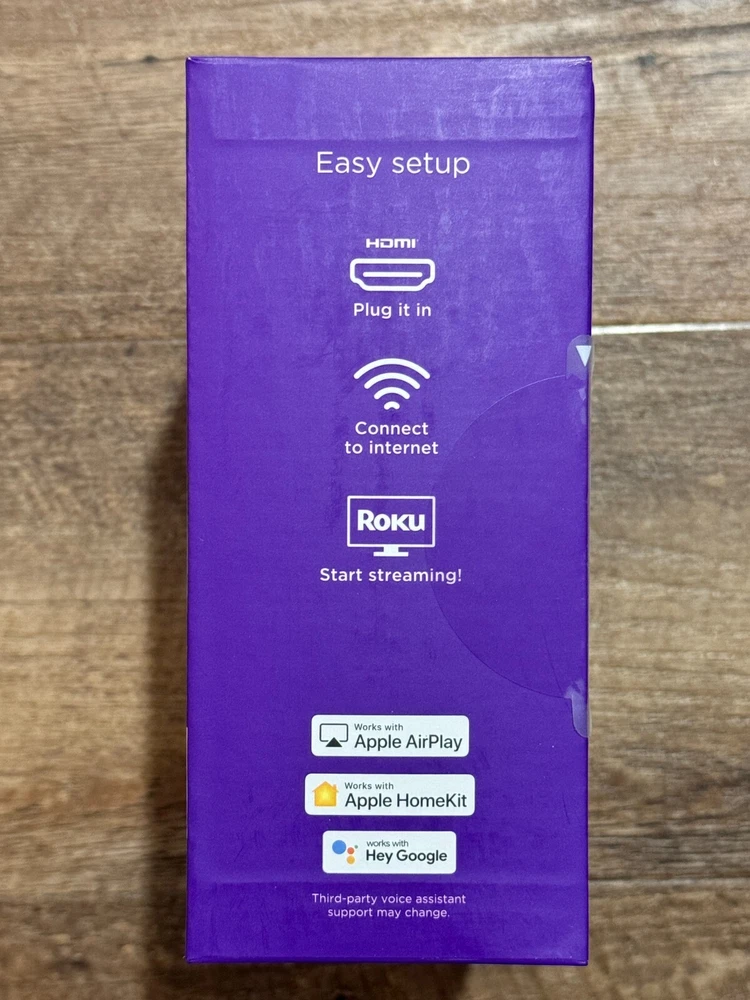 Easy setup
HDMI
Plug it in
Connect
to internet
Roku
Start streaming!
Works with
Apple AirPlay
Works with
Apple HomeKit
works with
Hey Google
Third-party voice assistant
support may change.